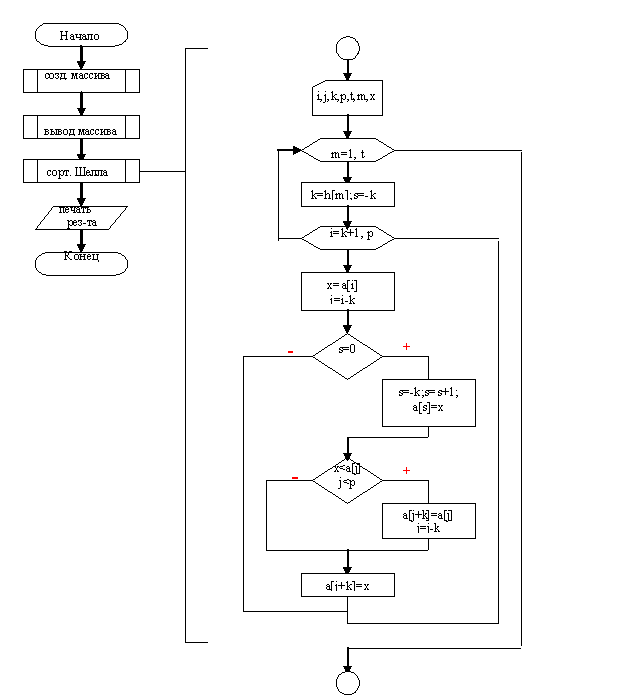 Начало
созд. массива
вывод массива
сорт. Шелла
печать
рез-та
Конец
i,j,k,p,t,m,x
m=1, t
k=h[m];s=-k
i=k+1, p
x=a[i]
j=i-k
s=0
-
+
s=-k;s=s+1;
a[s]=x
x<a[j]
j<p
-
+
a[j+k]=a[j]
j=j-k
a[j+k]=x